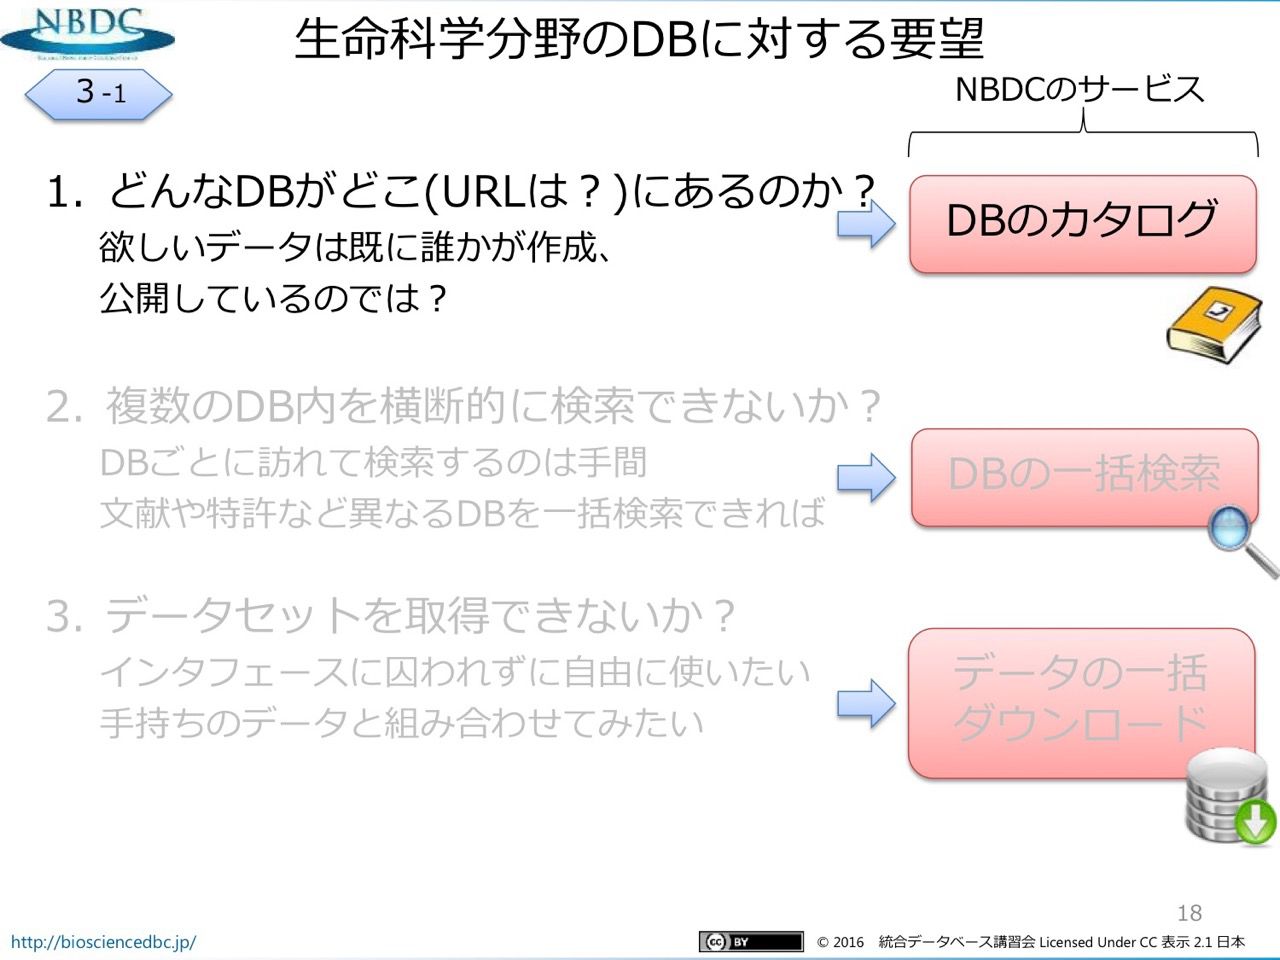 NBDC
生命科学分野のDBに対する要望
3-1
NBDCのサービス
1. どんなDBがどこ(URLは？)にあるのか？
欲しいデータは既に誰かが作成、
公開しているのでは？
DBのカタログ
2. 複数のDB内を横断的に検索できないか？
DBごとに訪れて検索するのは手間
文献や特許など異なるDBを一括検索できれば
DBの一括検索
3. データセットを取得できないか？
インタフェースに囚われずに自由に使いたい
手持ちのデータと組み合わせてみたい
データの一括
ダウンロード
18
http://biosciencedbc.jp/
CC BY
© 2016 統合データベース講習会 Licensed Under CC 表示 2.1 日本